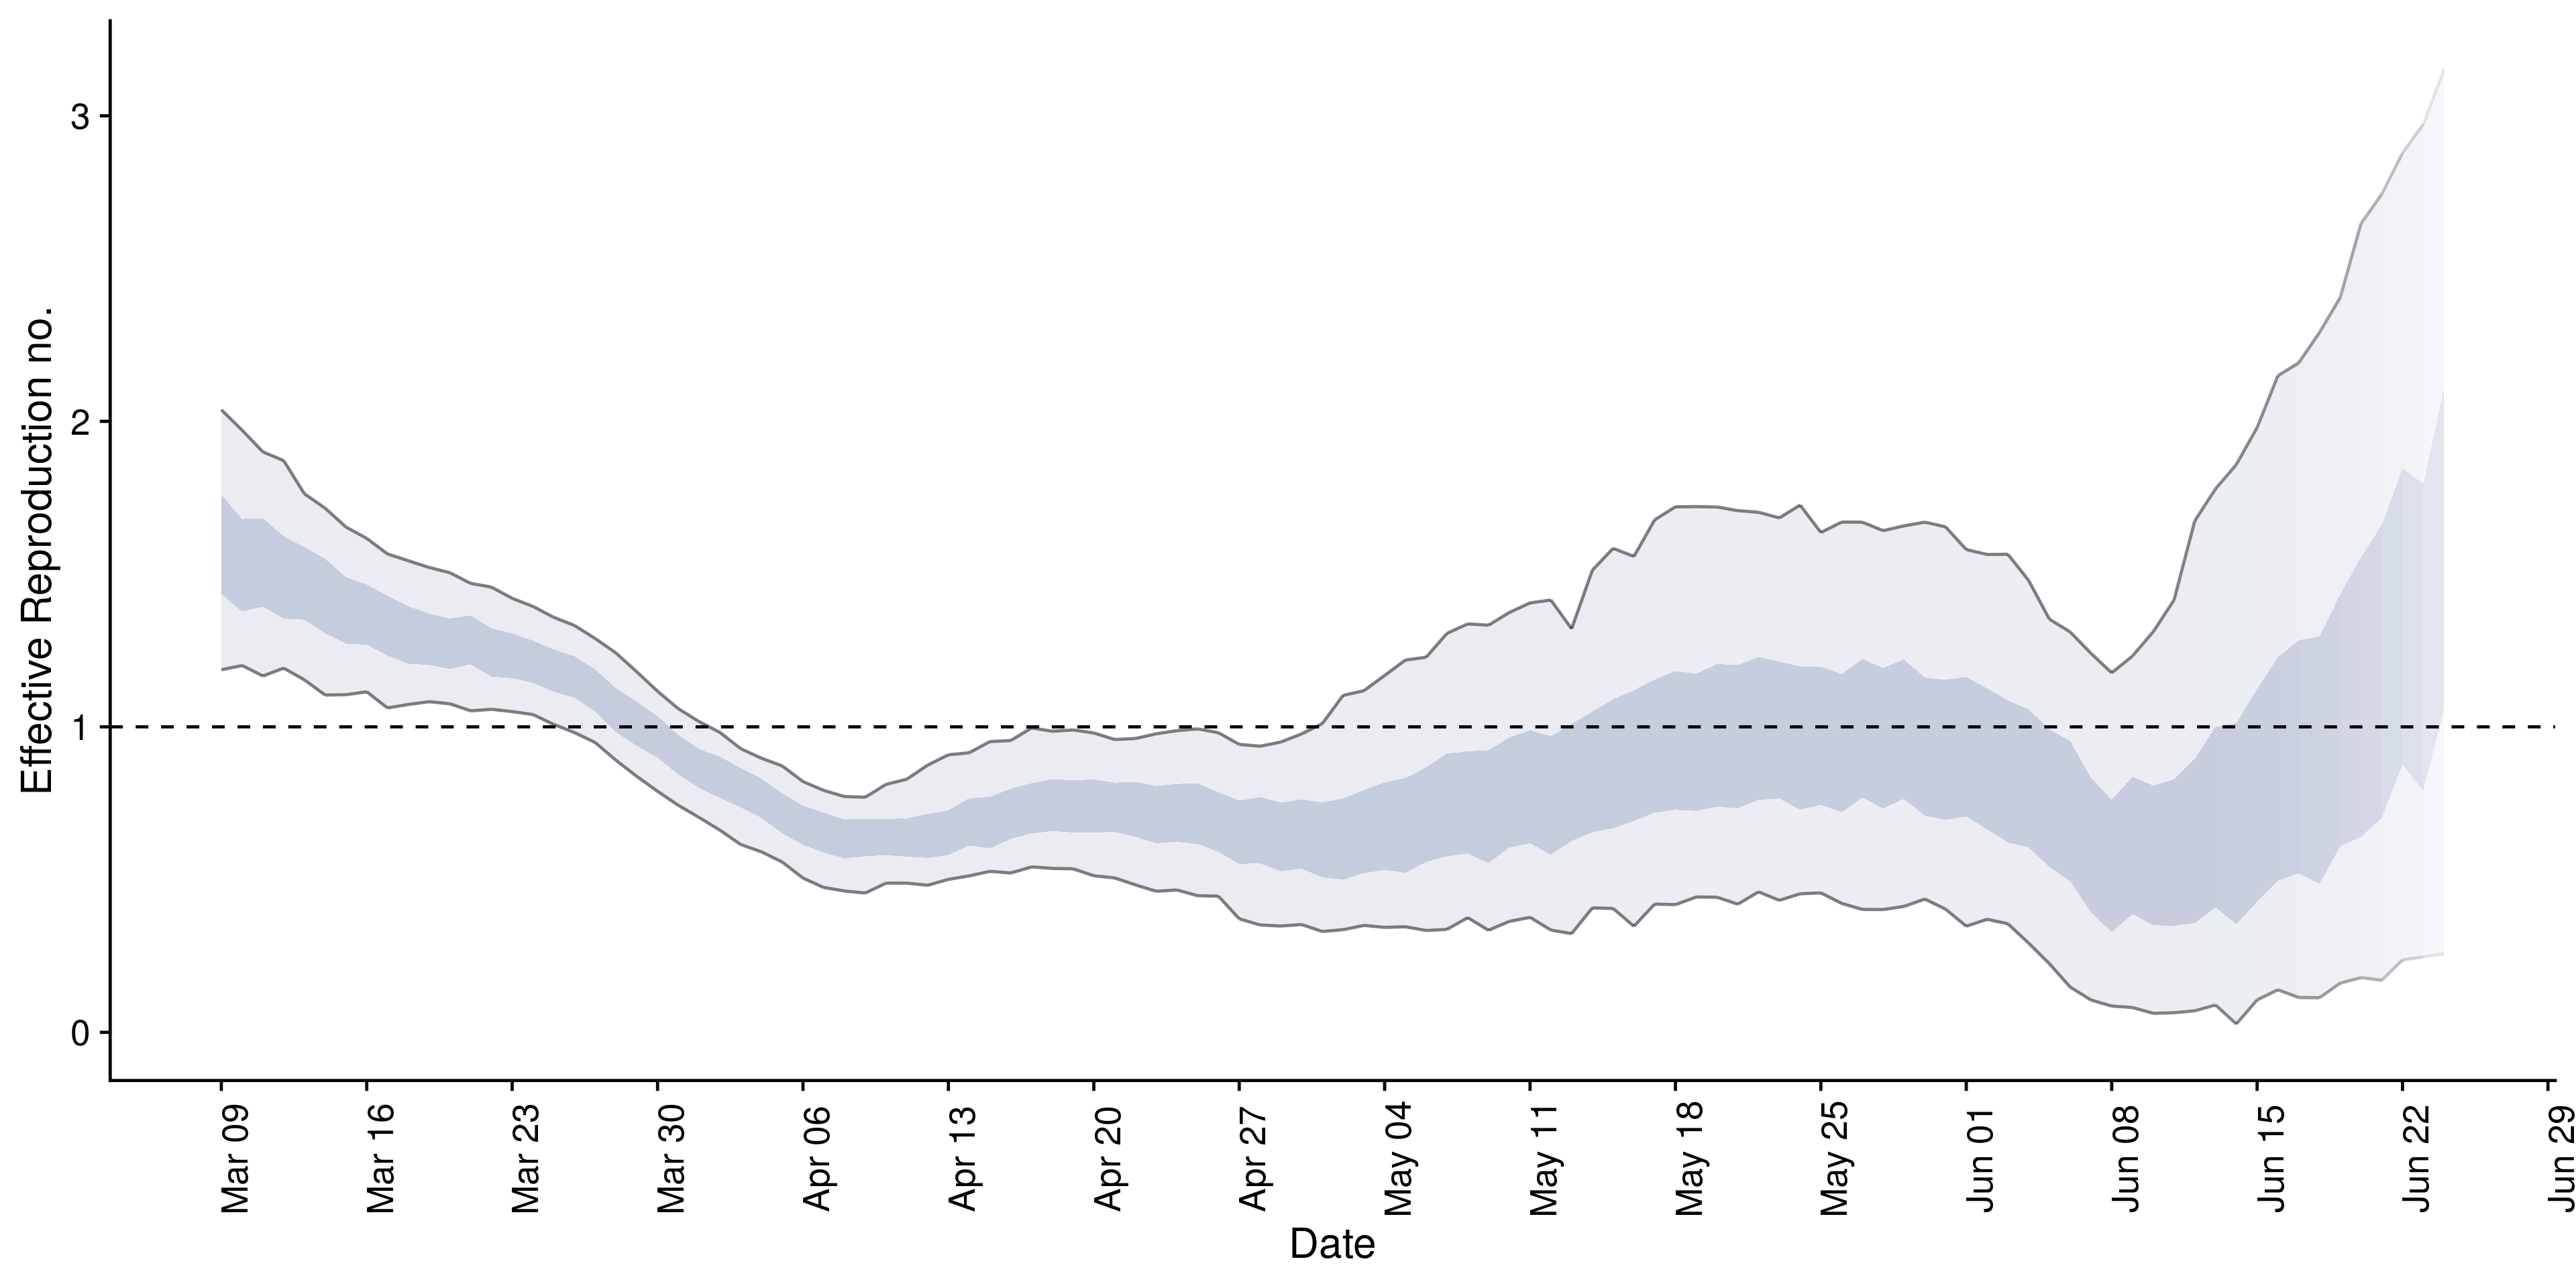 Effective Reproduction no.
3
2
1
0
Mar 09
Mar 16
Mar 23
Mar 30
Apr 06
Apr 13
Apr 20
Apr 27
May 04
May 11
May 18
May 25
Jun 01
Jun 08
Jun 15
Jun 22
Jun 29
Date